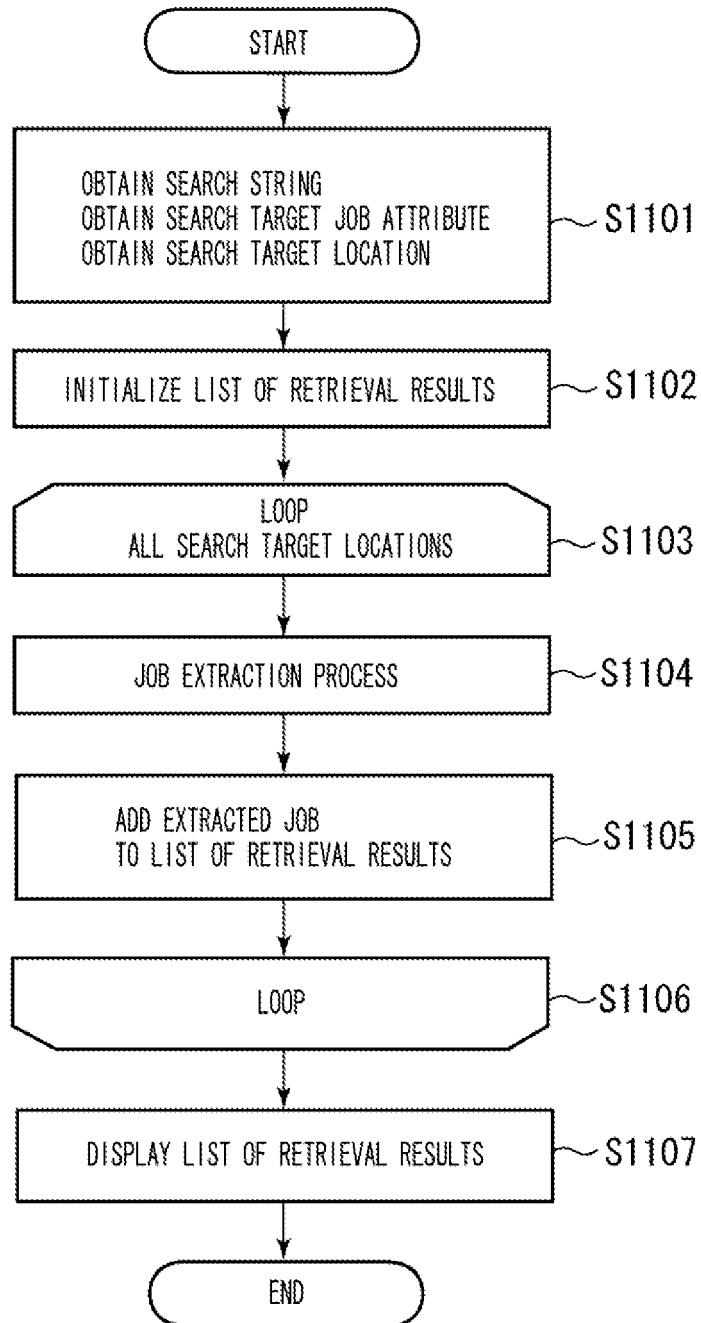 START
OBTAIN SEARCH STRING
OBTAIN SEARCH TARGET JOB ATTRIBUTE
OBTAIN SEARCH TARGET LOCATION
S1101
INITIALIZE LIST OF RETRIEVAL RESULTS
S1102
LOOP
ALL SEARCH TARGET LOCATIONS
S1103
JOB EXTRACTION PROCESS
S1104
ADD EXTRACTED JOB
TO LIST OF RETRIEVAL RESULTS
S1105
LOOP
S1106
DISPLAY LIST OF RETRIEVAL RESULTS
S1107
END